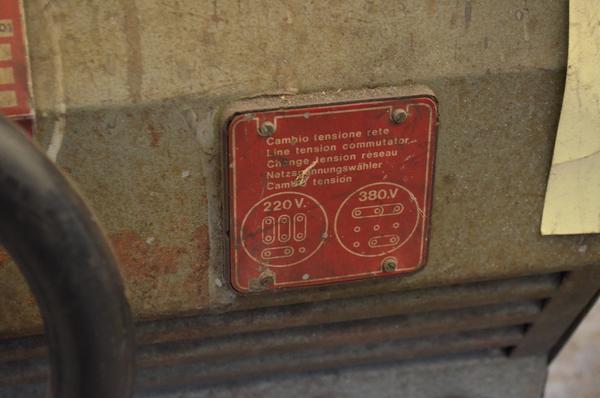 Cambio tensione rete
Line tension commutator
Change tension réseau
Netzspannungswähler
Cambio tension
220V.
380.V